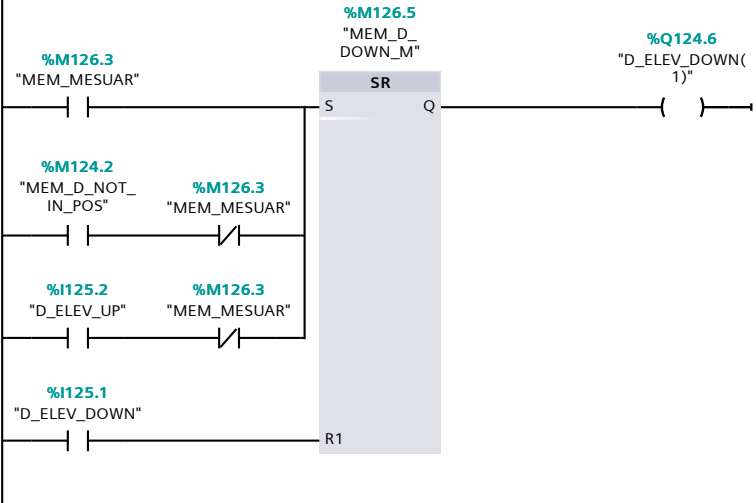 %M126.5
"MEM_D_
DOWN_M"
%Q124.6
"D_ELEV_DOWN(
1)"
%M126.3
"MEM_MESUAR"
SR
S
Q
%M124.2
"MEM_D_NOT_
IN_POS"
%M126.3
"MEM_MESUAR"
%I125.2
"D_ELEV_UP"
%M126.3
"MEM_MESUAR"
%I125.1
"D_ELEV_DOWN"
R1